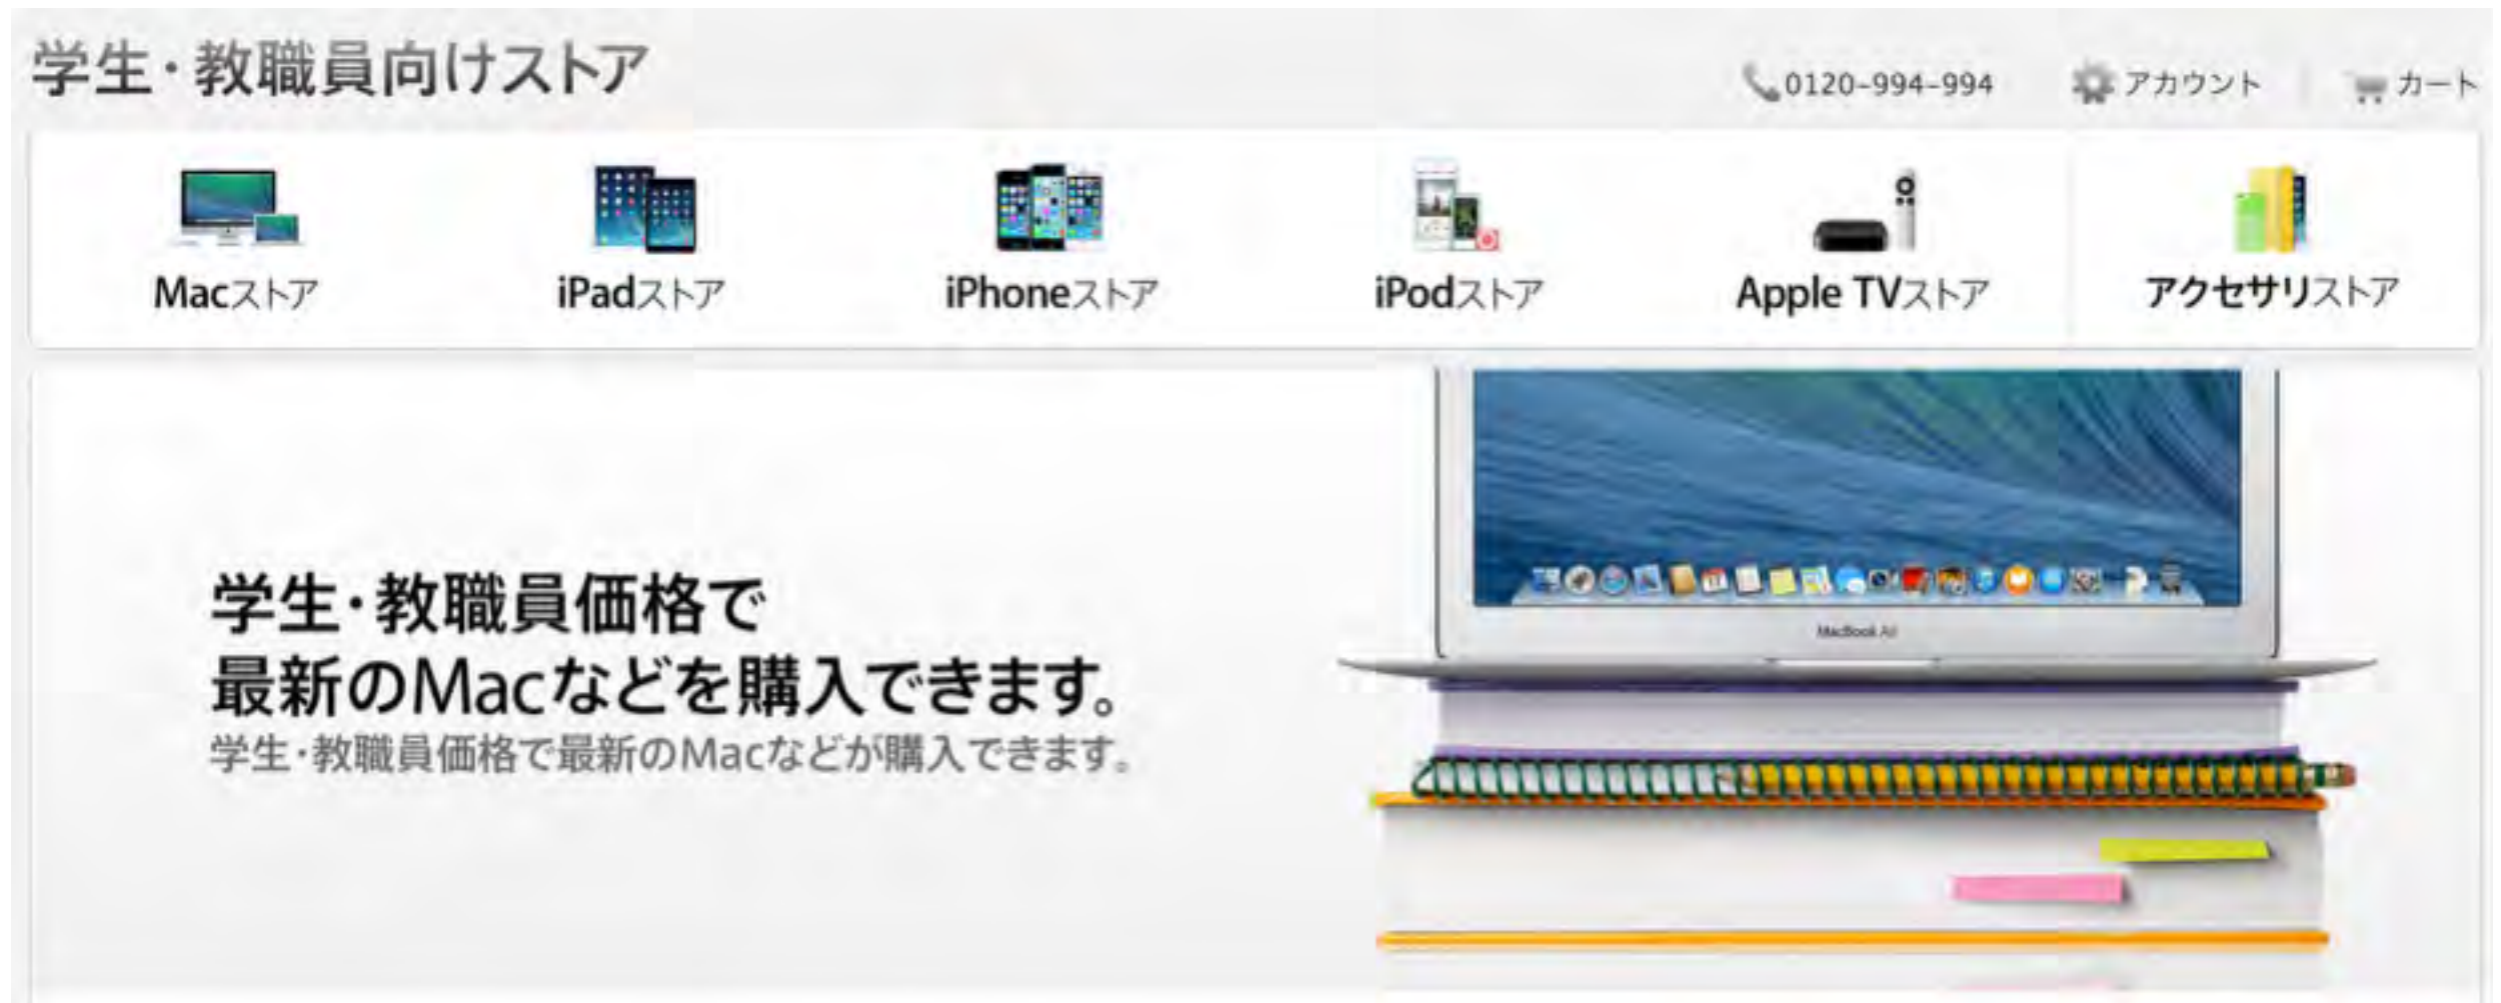 学生・教職員向けストア
0120-994-994 アカウント カート
Macストア iPadストア iPhoneストア iPodストア Apple TVストア アクセサリストア
学生・教職員価格で
最新のMacなどを購入できます。
学生・教職員価格で最新のMacなどが購入できます。
MacBook Air